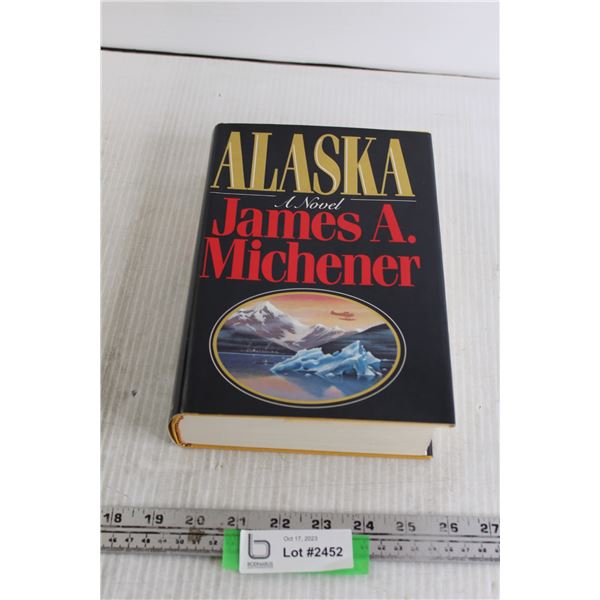 ALASKA
A Novel
James A.
Michener
18 19 20 21 22 23 24 25 26 27
Oct 17, 2023
Lot #2452
BODNARUS